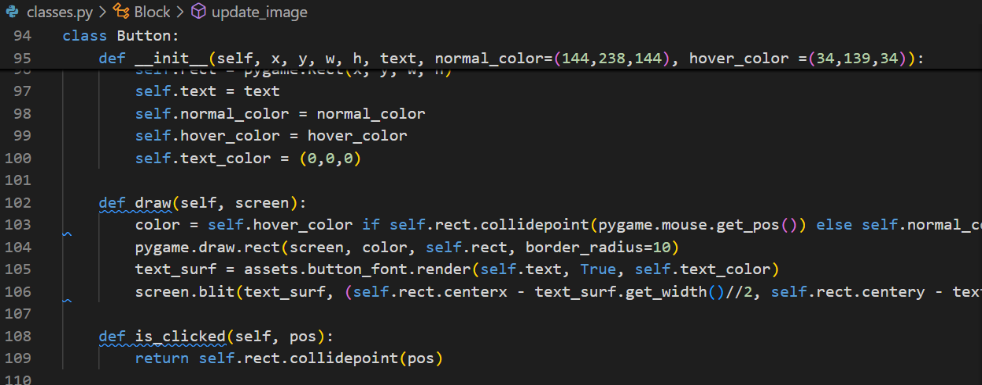 classes.py > Block > update_image
94 class Button:
95 def __init__(self, x, y, w, h, text, normal_color=(144,238,144), hover_color =(34,139,34)):
96 self.rect = pygame.Rect(x, y, w, h)
97 self.text = text
98 self.normal_color = normal_color
99 self.hover_color = hover_color
100 self.text_color = (0,0,0)
101
102 def draw(self, screen):
103 color = self.hover_color if self.rect.collidepoint(pygame.mouse.get_pos()) else self.normal_co
104 pygame.draw.rect(screen, color, self.rect, border_radius=10)
105 text_surf = assets.button_font.render(self.text, True, self.text_color)
106 screen.blit(text_surf, (self.rect.centerx - text_surf.get_width()//2, self.rect.centery - tex
107
108 def is_clicked(self, pos):
109 return self.rect.collidepoint(pos)
110